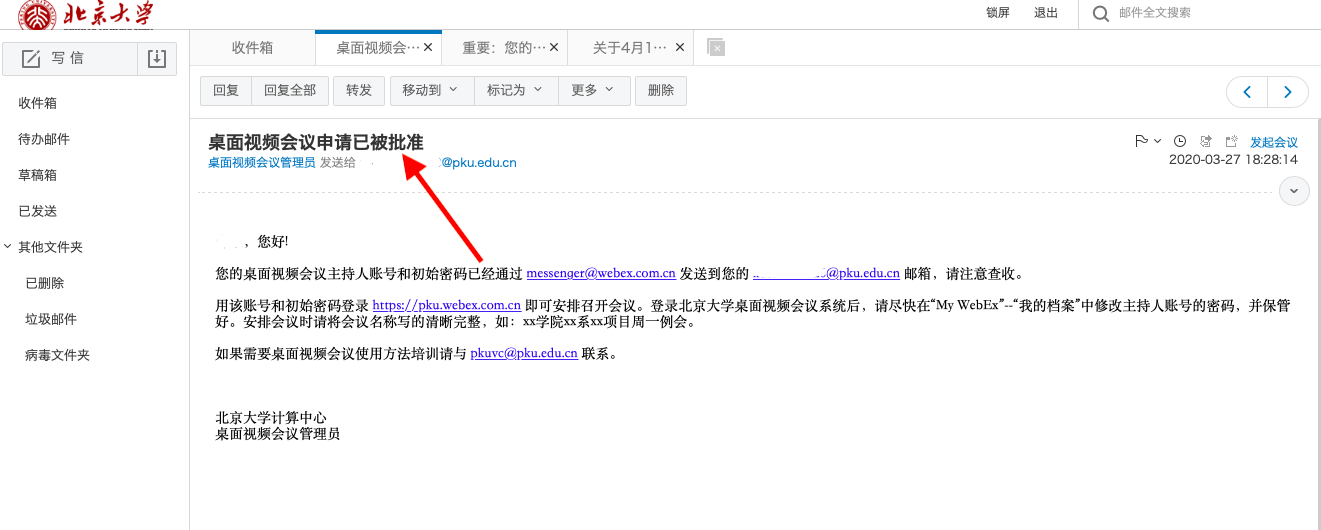 北京大学
锁屏 退出 邮件全文搜索
写信
收件箱 桌面视频会… 重要：您的… 关于4月1…
回复 回复全部 转发 移动到 标记为 更多 删除
收件箱
待办邮件
草稿箱
已发送
其他文件夹
已删除
垃圾邮件
病毒文件夹
桌面视频会议申请已被批准
发起会议
桌面视频会议管理员 发送给 @pku.edu.cn
2020-03-27 18:28:14
，您好!
您的桌面视频会议主持人账号和初始密码已经通过 messenger@webex.com.cn 发送到您的 @pku.edu.cn 邮箱，请注意查收。
用该账号和初始密码登录 https://pku.webex.com.cn 即可安排召开会议。登录北京大学桌面视频会议系统后，请尽快在“My WebEx”--“我的档案”中修改主持人账号的密码，并保管
好。安排会议时请将会议名称写的清晰完整，如：xx学院xx系xx项目周一例会。
如果需要桌面视频会议使用方法培训请与 pkuvc@pku.edu.cn 联系。
北京大学计算中心
桌面视频会议管理员